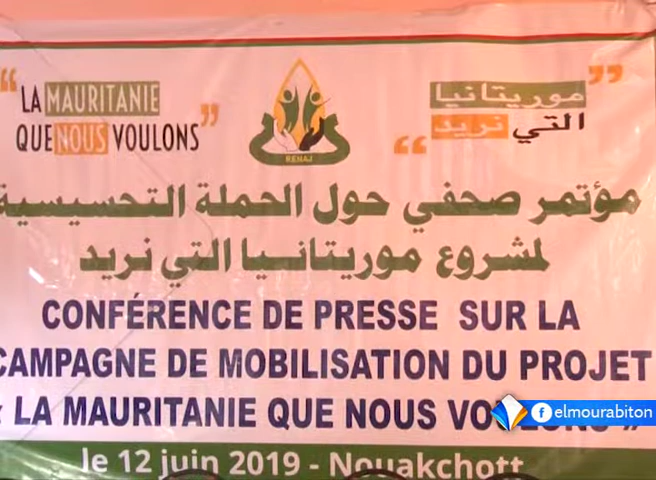 “ LA MAURITANIE
QUE NOUS VOULONS ”
RENAJ
” موريتانيا
التي نريد “
مؤتمر صحفي حول الحملة التحسيسية
لمشروع موريتانيا التي نريد
CONFÉRENCE DE PRESSE SUR LA
CAMPAGNE DE MOBILISATION DU PROJET
« LA MAURITANIE QUE NOUS VOULONS »
elmourabiton
le 12 juin 2019 - Nouakchott